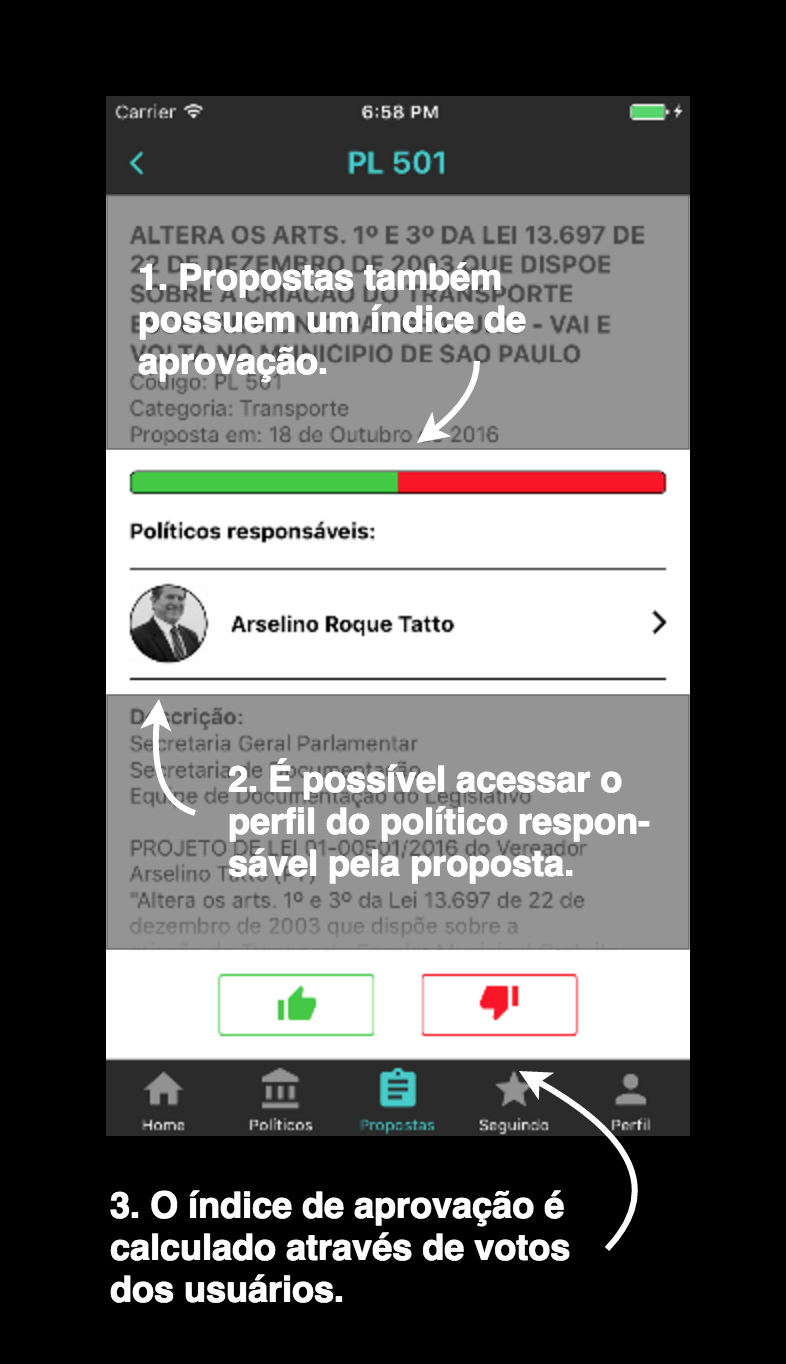 Carrier
6:58 PM
PL 501
ALTERA OS ARTS. 1º E 3º DA LEI 13.697 DE
22 DE DEZEMBRO DE 2003 QUE DISPOE
SOBRE A CRIACAO DO TRANSPORTE
- VAI E
VOLTA NO MUNICIPIO DE SAO PAULO
1. Propostas também
possuem um índice de
aprovação.
Código: PL 501
Categoria: Transporte
Proposta em: 18 de Outubro de 2016
Políticos responsáveis:
Arselino Roque Tatto
Descrição:
Secretaria Geral Parlamentar
Secretaria de Documentação
Equipe de Documentação do Legislativo
2. É possível acessar o
perfil do político respon-
sável pela proposta.
PROJETO DE LEI 01-00501/2016 do Vereador
Arselino Tatto (PT)
"Altera os arts. 1º e 3º da Lei 13.697 de 22 de
dezembro de 2003 que dispõe sobre a
Home
Políticos
Propostas
Seguindo
Perfil
3. O índice de aprovação é
calculado através de votos
dos usuários.